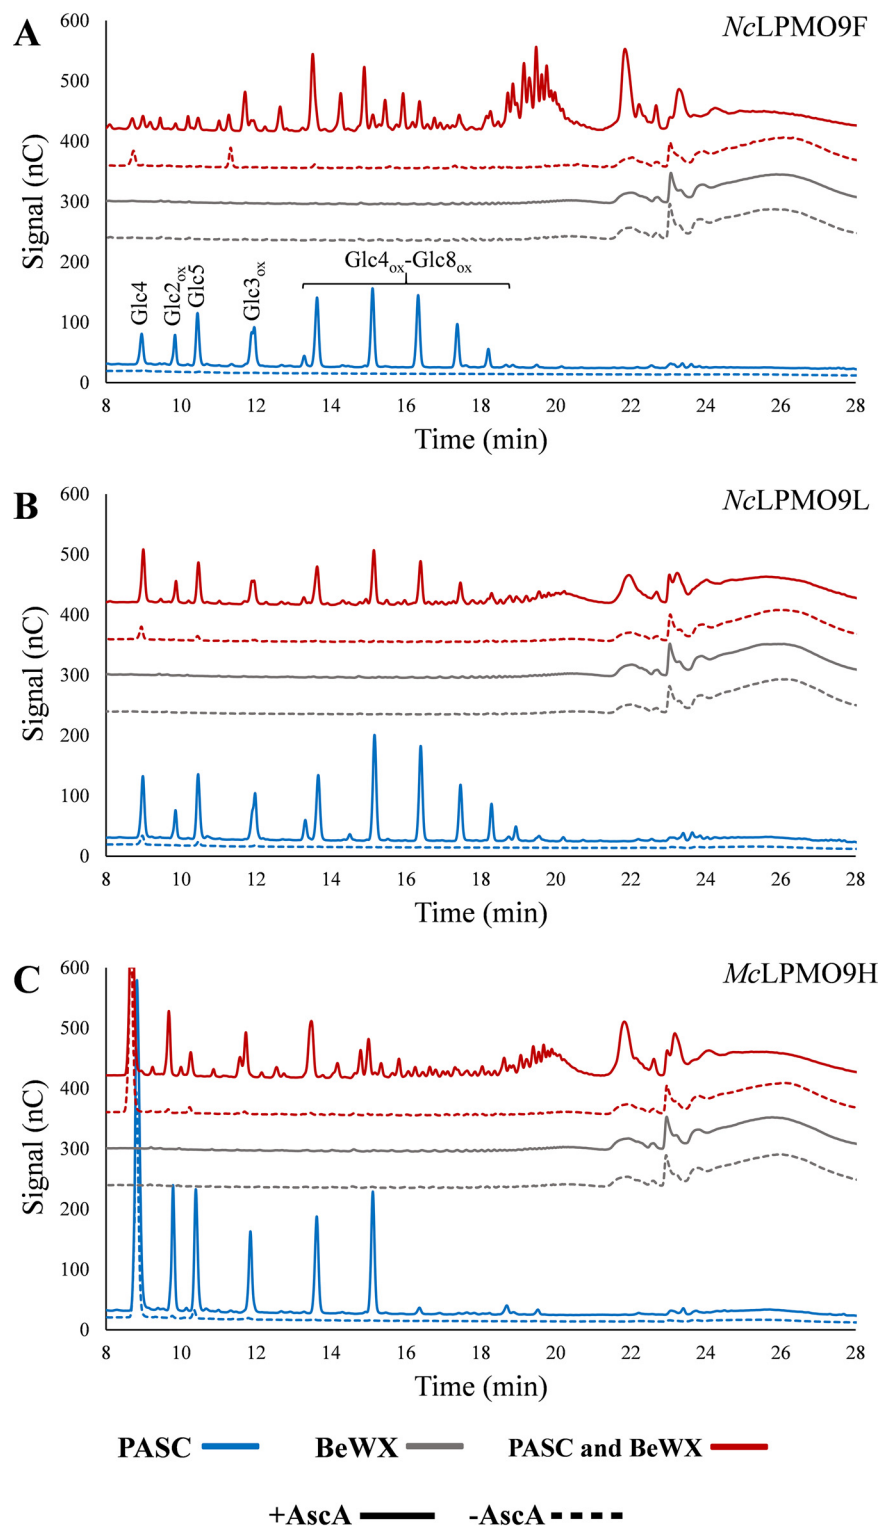 A
NcLPMO9F
600
500
400
300
200
100
0
Signal (nC)
Glc4
Glc2ox
Glc5
Glc3ox
Glc4ox-Glc8ox
8 10 12 14 16 18 20 22 24 26 28
Time (min)
B
NcLPMO9L
600
500
400
300
200
100
0
Signal (nC)
8 10 12 14 16 18 20 22 24 26 28
Time (min)
C
McLPMO9H
600
500
400
300
200
100
0
Signal (nC)
8 10 12 14 16 18 20 22 24 26 28
Time (min)
PASC BeWX PASC and BeWX
+AscA -AscA